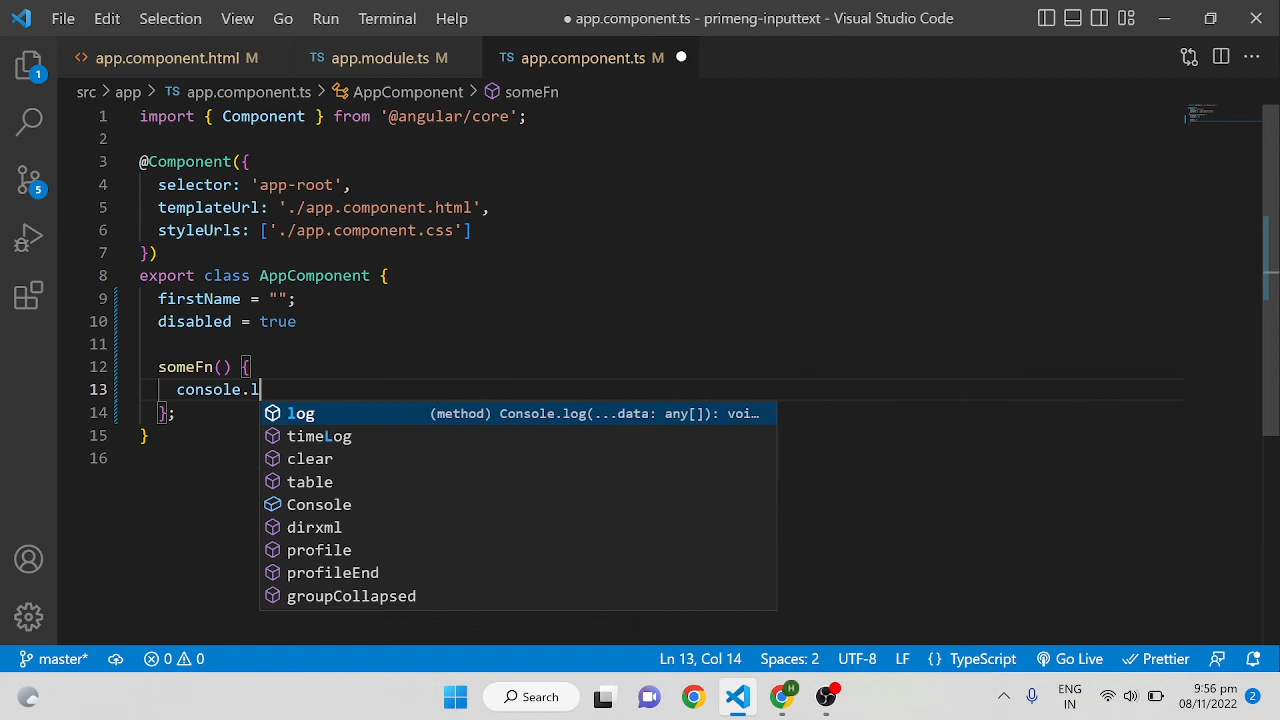 File Edit Selection View Go Run Terminal Help ● app.component.ts - primeng-inputtext - Visual Studio Code
app.component.html M TS app.module.ts M TS app.component.ts M
src app TS app.component.ts AppComponent someFn
1 import { Component } from '@angular/core';
2
3 @Component({
4 selector: 'app-root',
5 templateUrl: './app.component.html',
6 styleUrls: ['./app.component.css']
7 })
8 export class AppComponent {
9 firstName = "";
10 disabled = true
11
12 someFn() {
13 console.l
14 };
15 }
16
log (method) Console.log(...data: any[]): voi…
timeLog
clear
table
Console
dirxml
profile
profileEnd
groupCollapsed
1
5
master* 0 0 Ln 13, Col 14 Spaces: 2 UTF-8 LF {} TypeScript Go Live Prettier
Search H ENG IN 9:56 pm 08/11/2022 2